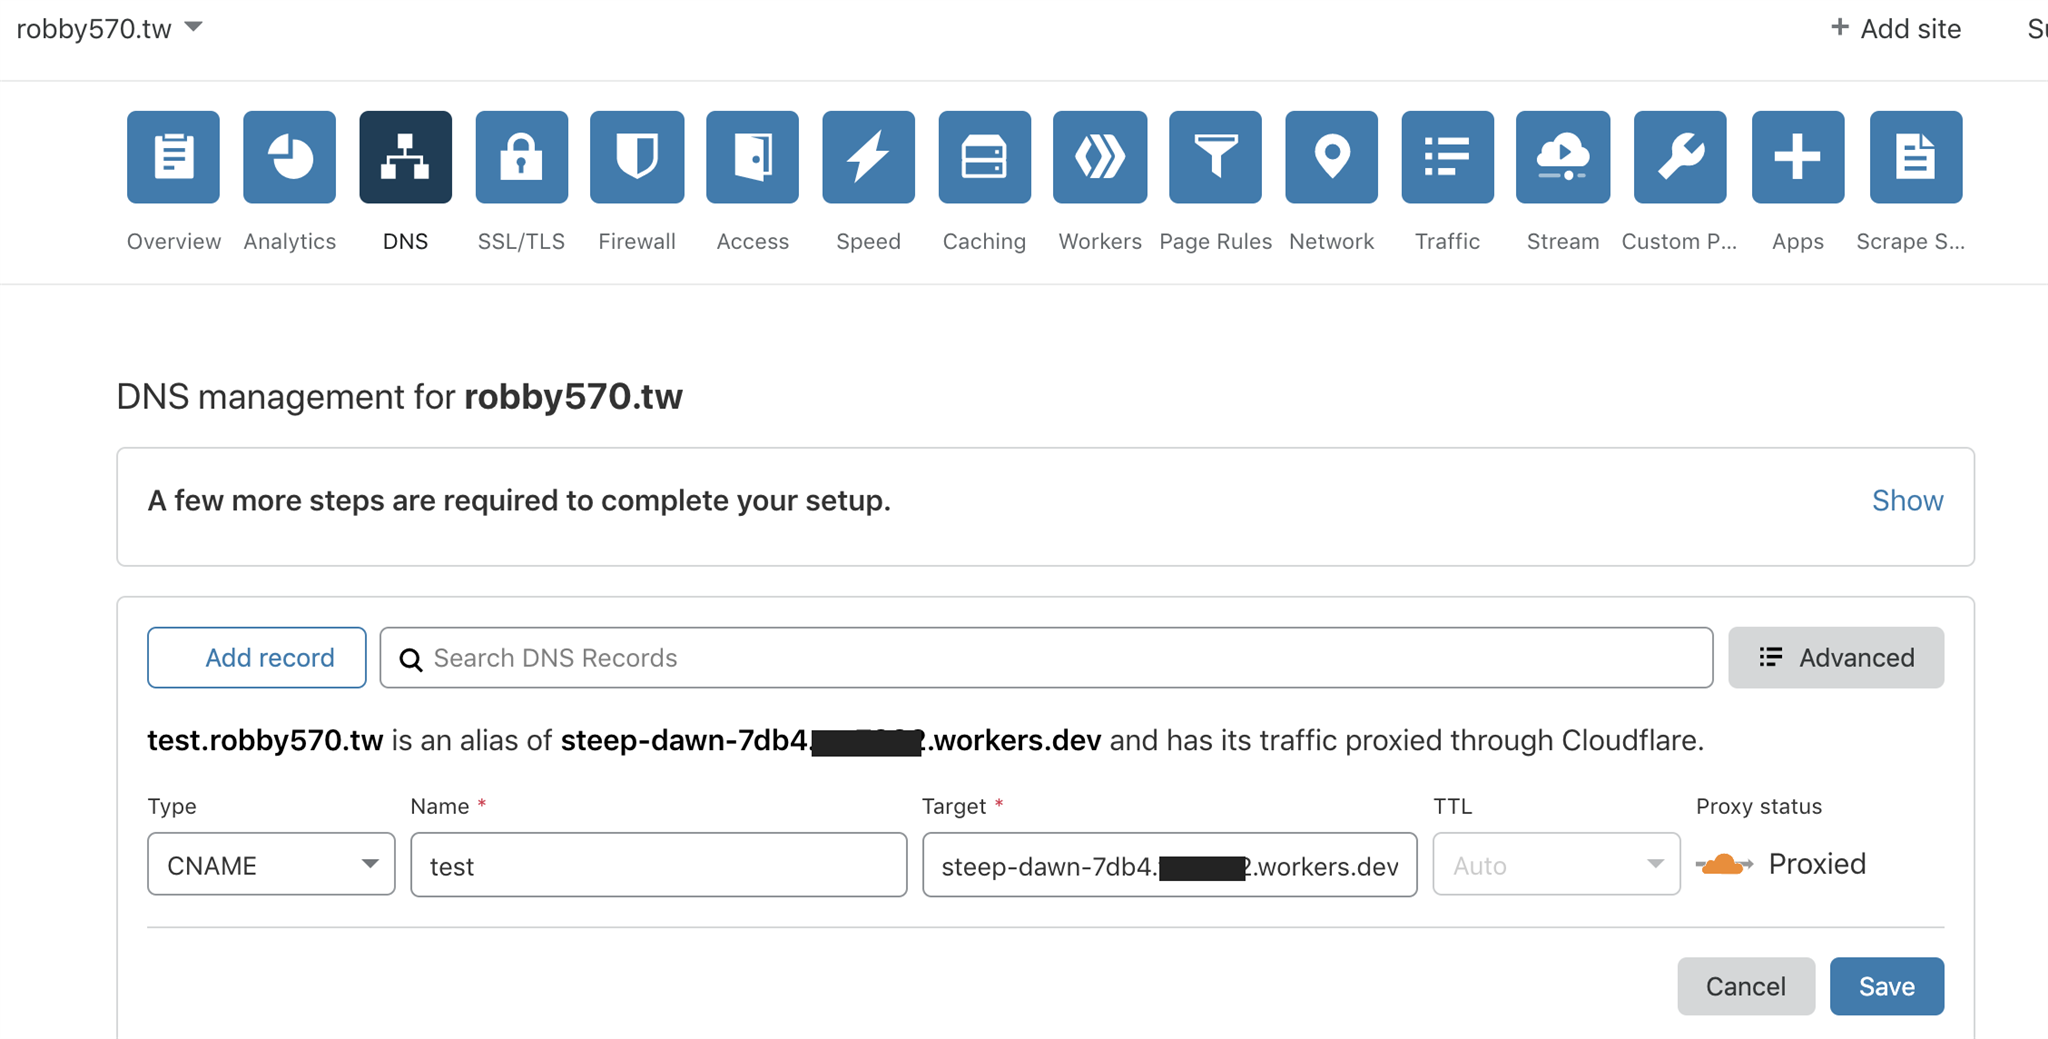 robby570.tw
+ Add site
Overview Analytics DNS SSL/TLS Firewall Access Speed Caching Workers Page Rules Network Traffic Stream Custom P... Apps Scrape S...
DNS management for robby570.tw
A few more steps are required to complete your setup.
Show
Add record
Search DNS Records
Advanced
test.robby570.tw is an alias of steep-dawn-7db4. .workers.dev and has its traffic proxied through Cloudflare.
Type Name * Target * TTL Proxy status
CNAME test steep-dawn-7db4. .workers.dev Auto Proxied
Cancel Save